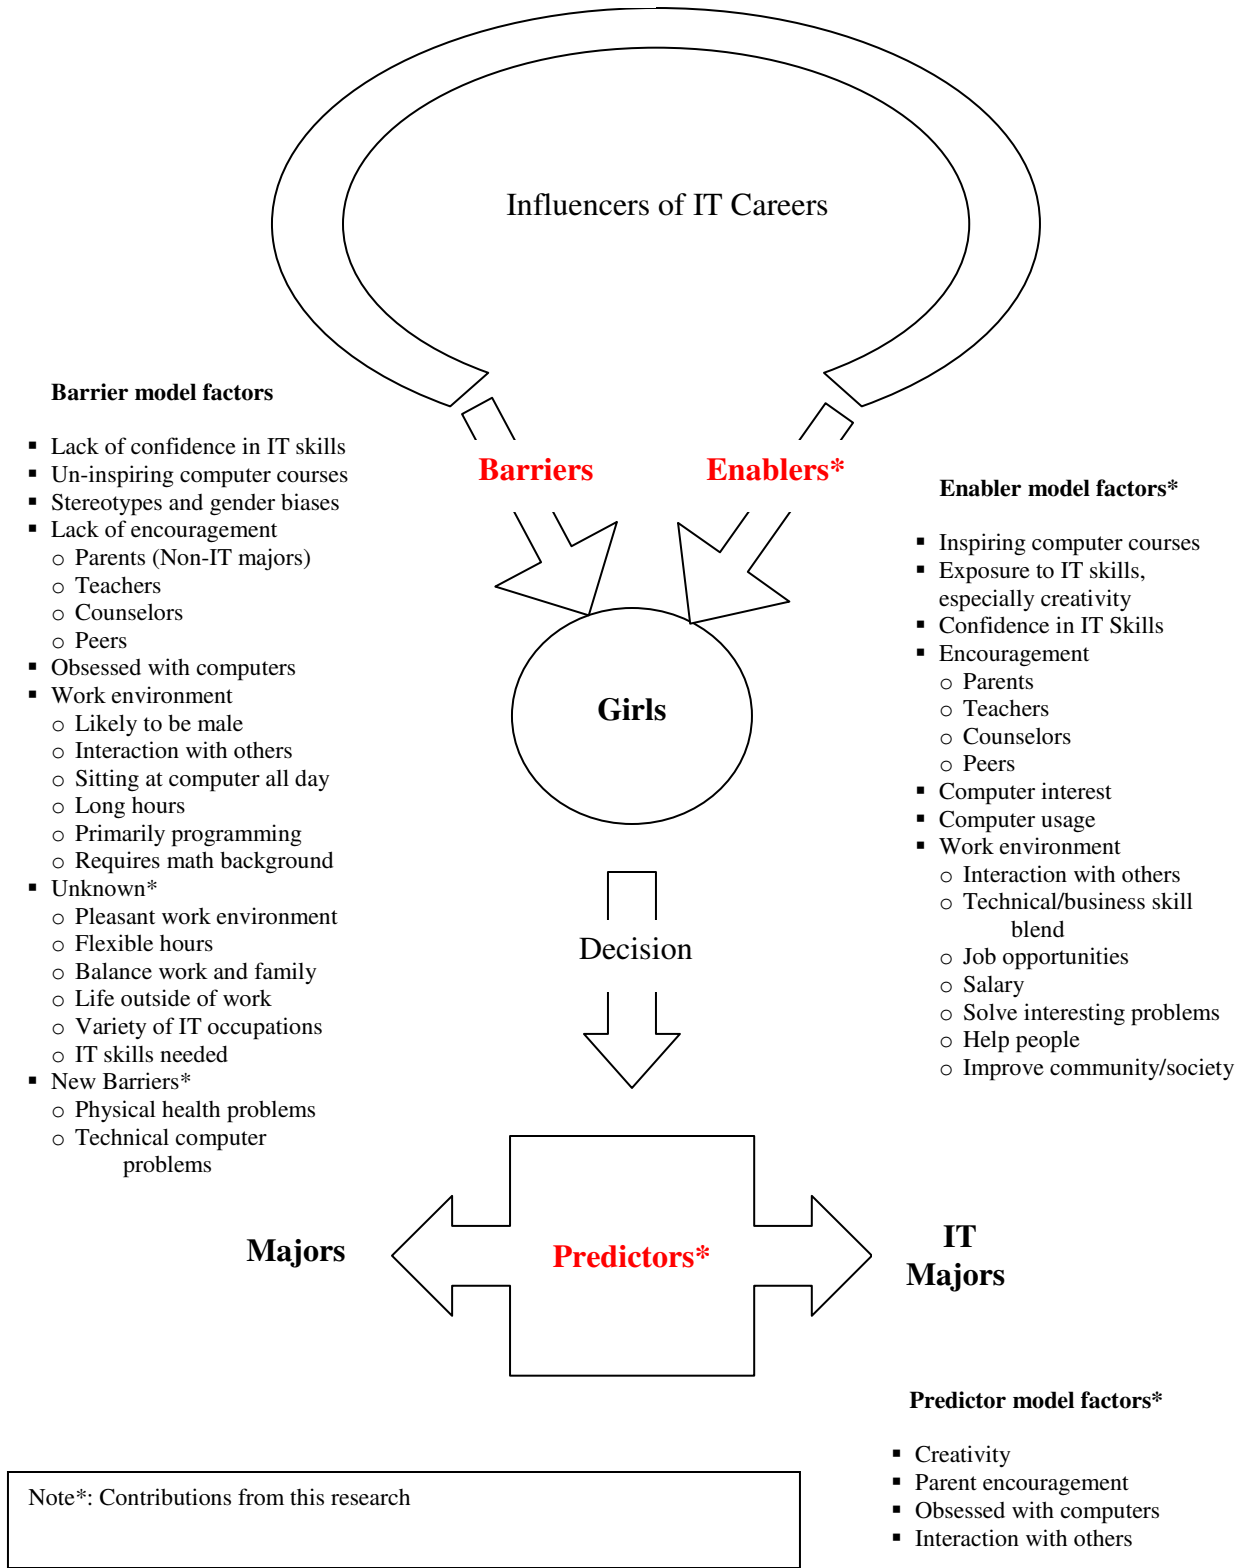 Influencers of IT Careers
Barriers
Enablers*
Barrier model factors
▪ Lack of confidence in IT skills
▪ Un-inspiring computer courses
▪ Stereotypes and gender biases
▪ Lack of encouragement
o Parents (Non-IT majors)
o Teachers
o Counselors
o Peers
▪ Obsessed with computers
▪ Work environment
o Likely to be male
o Interaction with others
o Sitting at computer all day
o Long hours
o Primarily programming
o Requires math background
▪ Unknown*
o Pleasant work environment
o Flexible hours
o Balance work and family
o Life outside of work
o Variety of IT occupations
o IT skills needed
▪ New Barriers*
o Physical health problems
o Technical computer
problems
Enabler model factors*
▪ Inspiring computer courses
▪ Exposure to IT skills,
especially creativity
▪ Confidence in IT Skills
▪ Encouragement
o Parents
o Teachers
o Counselors
o Peers
▪ Computer interest
▪ Computer usage
▪ Work environment
o Interaction with others
o Technical/business skill
blend
o Job opportunities
o Salary
o Solve interesting problems
o Help people
o Improve community/society
Girls
Decision
Majors
Predictors*
IT
Majors
Predictor model factors*
▪ Creativity
▪ Parent encouragement
▪ Obsessed with computers
▪ Interaction with others
Note*: Contributions from this research